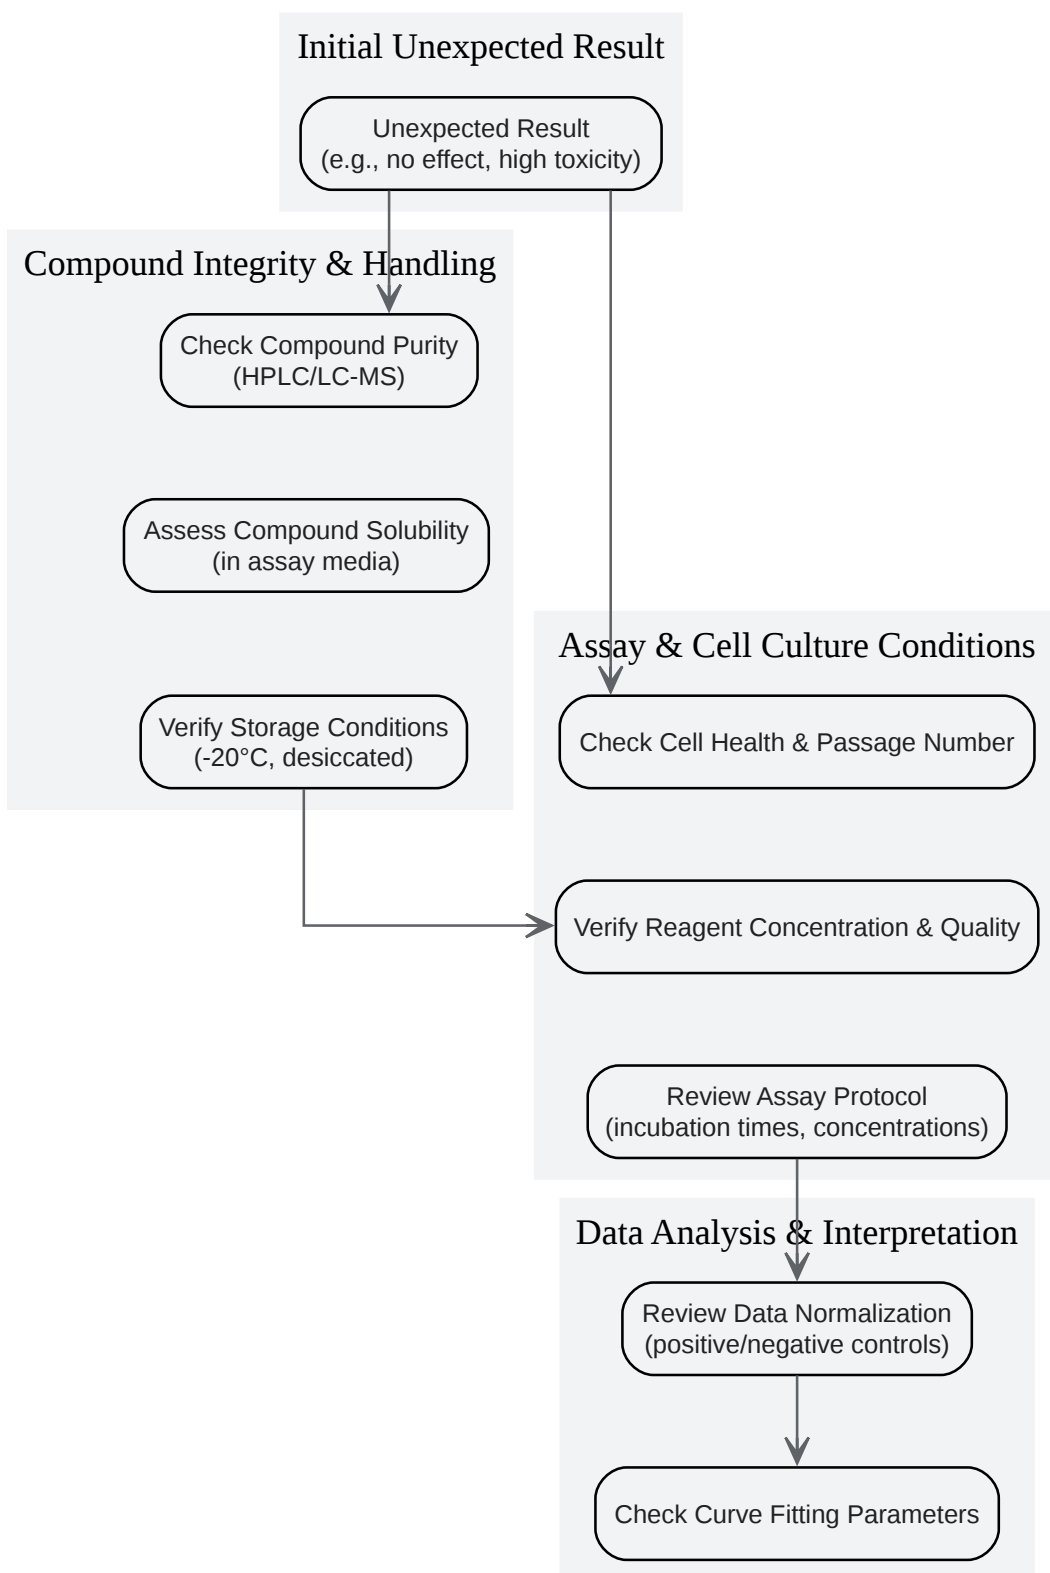 Initial Unexpected Result
Unexpected Result
(e.g., no effect, high toxicity)
Compound Integrity & Handling
Check Compound Purity
(HPLC/LC-MS)
Assess Compound Solubility
(in assay media)
Verify Storage Conditions
(-20°C, desiccated)
Assay & Cell Culture Conditions
Check Cell Health & Passage Number
Verify Reagent Concentration & Quality
Review Assay Protocol
(incubation times, concentrations)
Data Analysis & Interpretation
Review Data Normalization
(positive/negative controls)
Check Curve Fitting Parameters